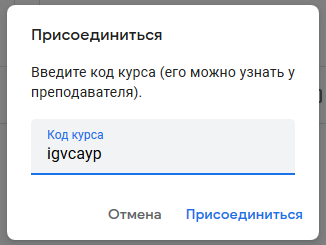 Присоединиться
Введите код курса (его можно узнать у
преподавателя).
Код курса
igvcayp
Отмена Присоединиться